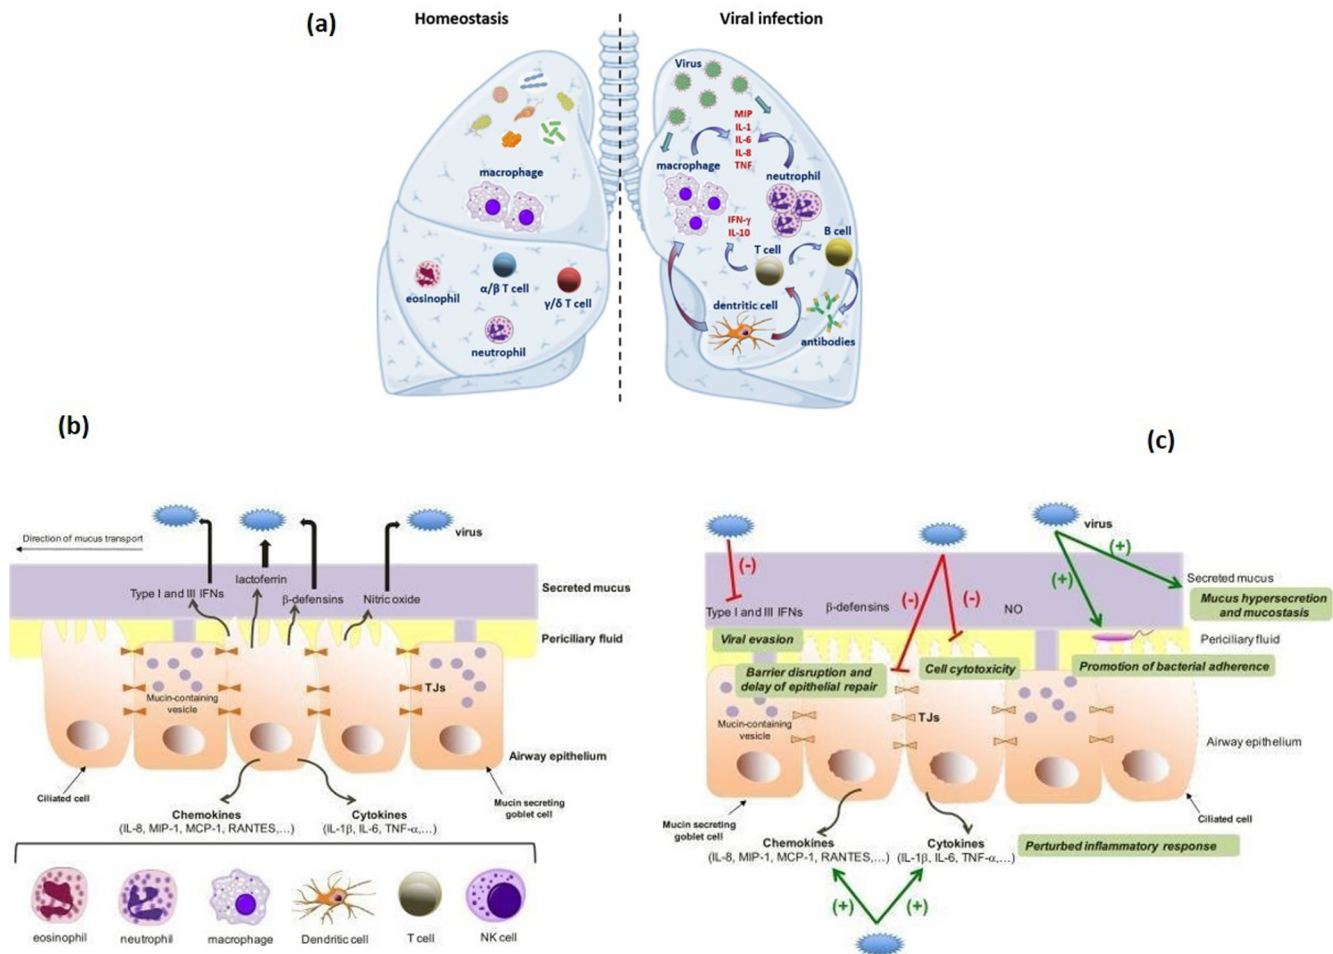 (a)
Homeostasis
Viral infection
macrophage
eosinophil
α/β T cell
γ/δ T cell
neutrophil
Virus
MIP
IL-1
IL-6
IL-8
TNF
macrophage
neutrophil
IFN-γ
IL-10
T cell
B cell
dentritic cell
antibodies
(b)
virus
Direction of mucus transport
lactoferrin
Type I and III IFNs
β-defensins
Nitric oxide
Secreted mucus
Periciliary fluid
TJs
Mucin-containing
vesicle
Airway epithelium
Ciliated cell
Mucin secreting
goblet cell
Chemokines
(IL-8, MIP-1, MCP-1, RANTES,...)
Cytokines
(IL-1β, IL-6, TNF-α,...)
eosinophil
neutrophil
macrophage
Dendritic cell
T cell
NK cell
(c)
virus
(-)
(-)
(-)
(+)
(+)
Secreted mucus
Type I and III IFNs
β-defensins
NO
Mucus hypersecretion
and mucostasis
Viral evasion
Periciliary fluid
Barrier disruption and
delay of epithelial repair
Cell cytotoxicity
Promotion of bacterial adherence
TJs
Mucin-containing
vesicle
Airway epithelium
Mucin secreting
goblet cell
Ciliated cell
Chemokines
(IL-8, MIP-1, MCP-1, RANTES,...)
Cytokines
(IL-1β, IL-6, TNF-α,...)
Perturbed inflammatory response
(+)
(+)
virus